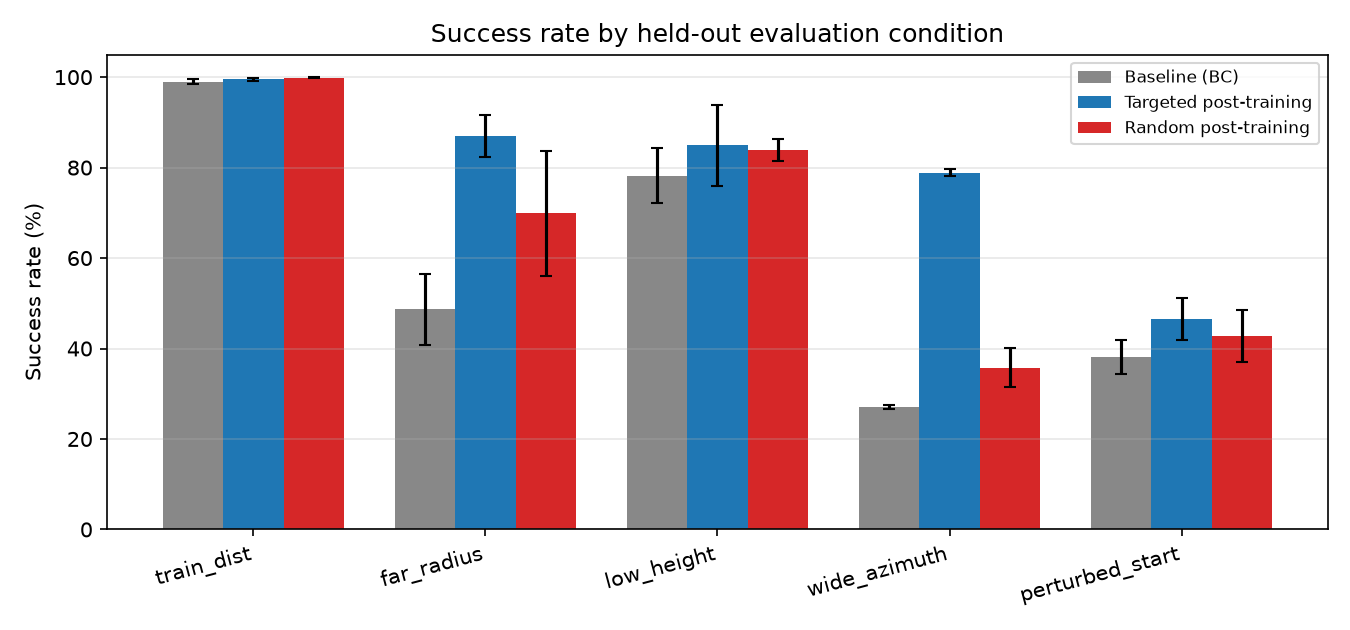 Success rate by held-out evaluation condition
Baseline (BC)
Targeted post-training
Random post-training
Success rate (%)
100
80
60
40
20
0
train_dist
far_radius
low_height
wide_azimuth
perturbed_start